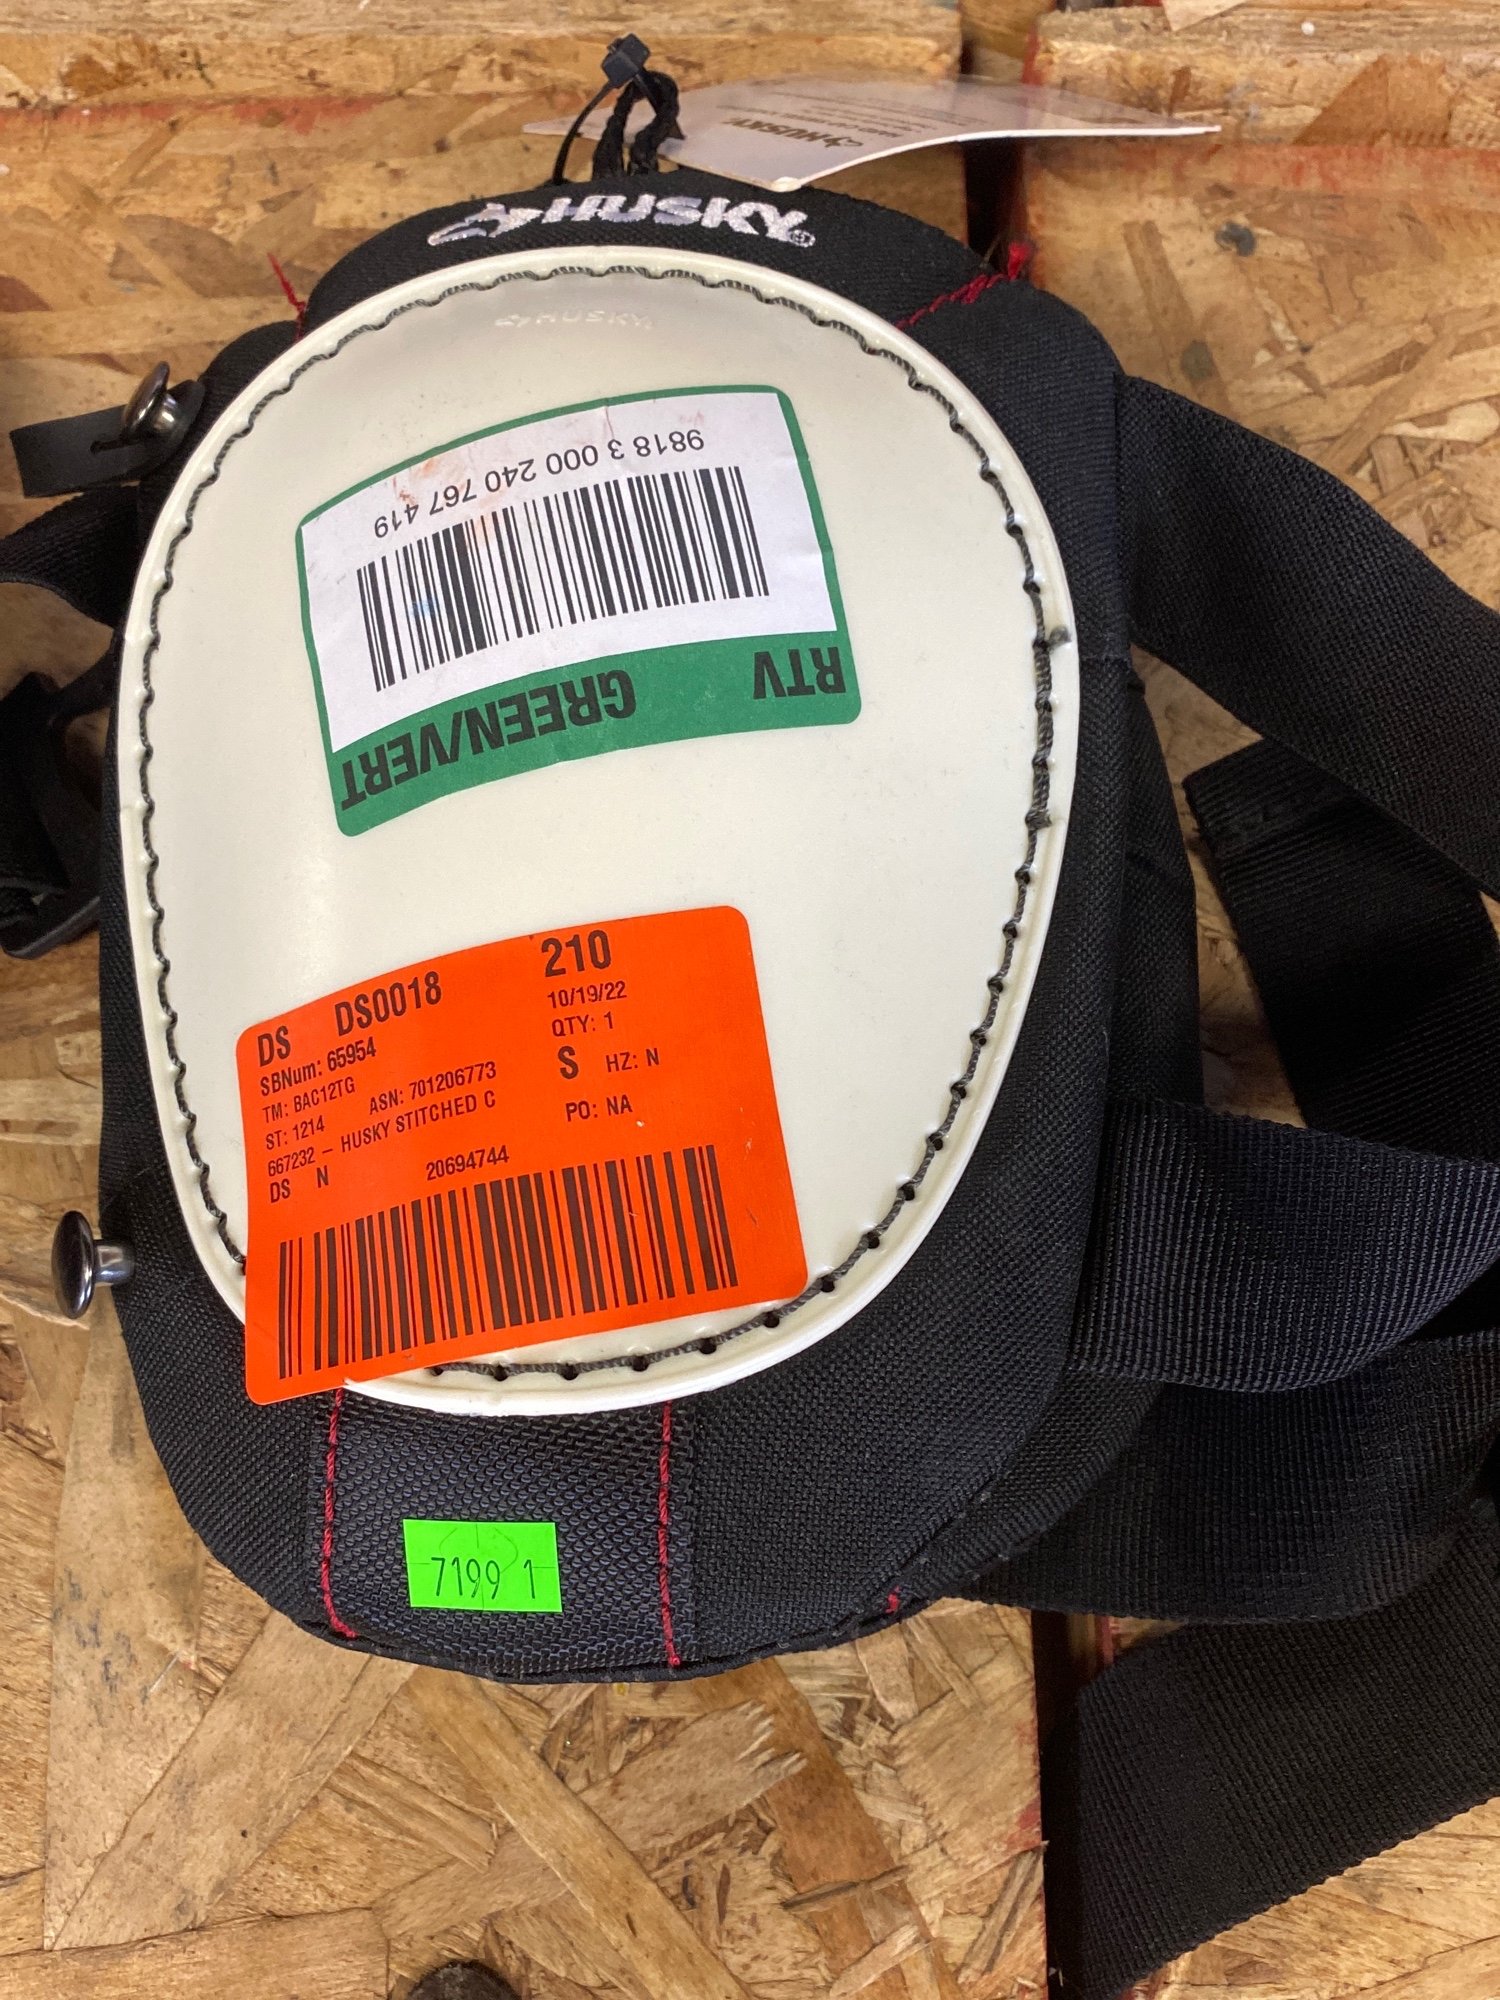 HUSKY
HUSKY®
HUSKY
9818 3 000 240 767 419
RTV GREEN/VERT
DS DS0018 210
SBNum: 65954 10/19/22
TM: BAC12TG QTY: 1
ST: 1214 ASN: 701206773 S HZ: N
667232 – HUSKY STITCHED C PO: NA
DS N 20694744
7199 1